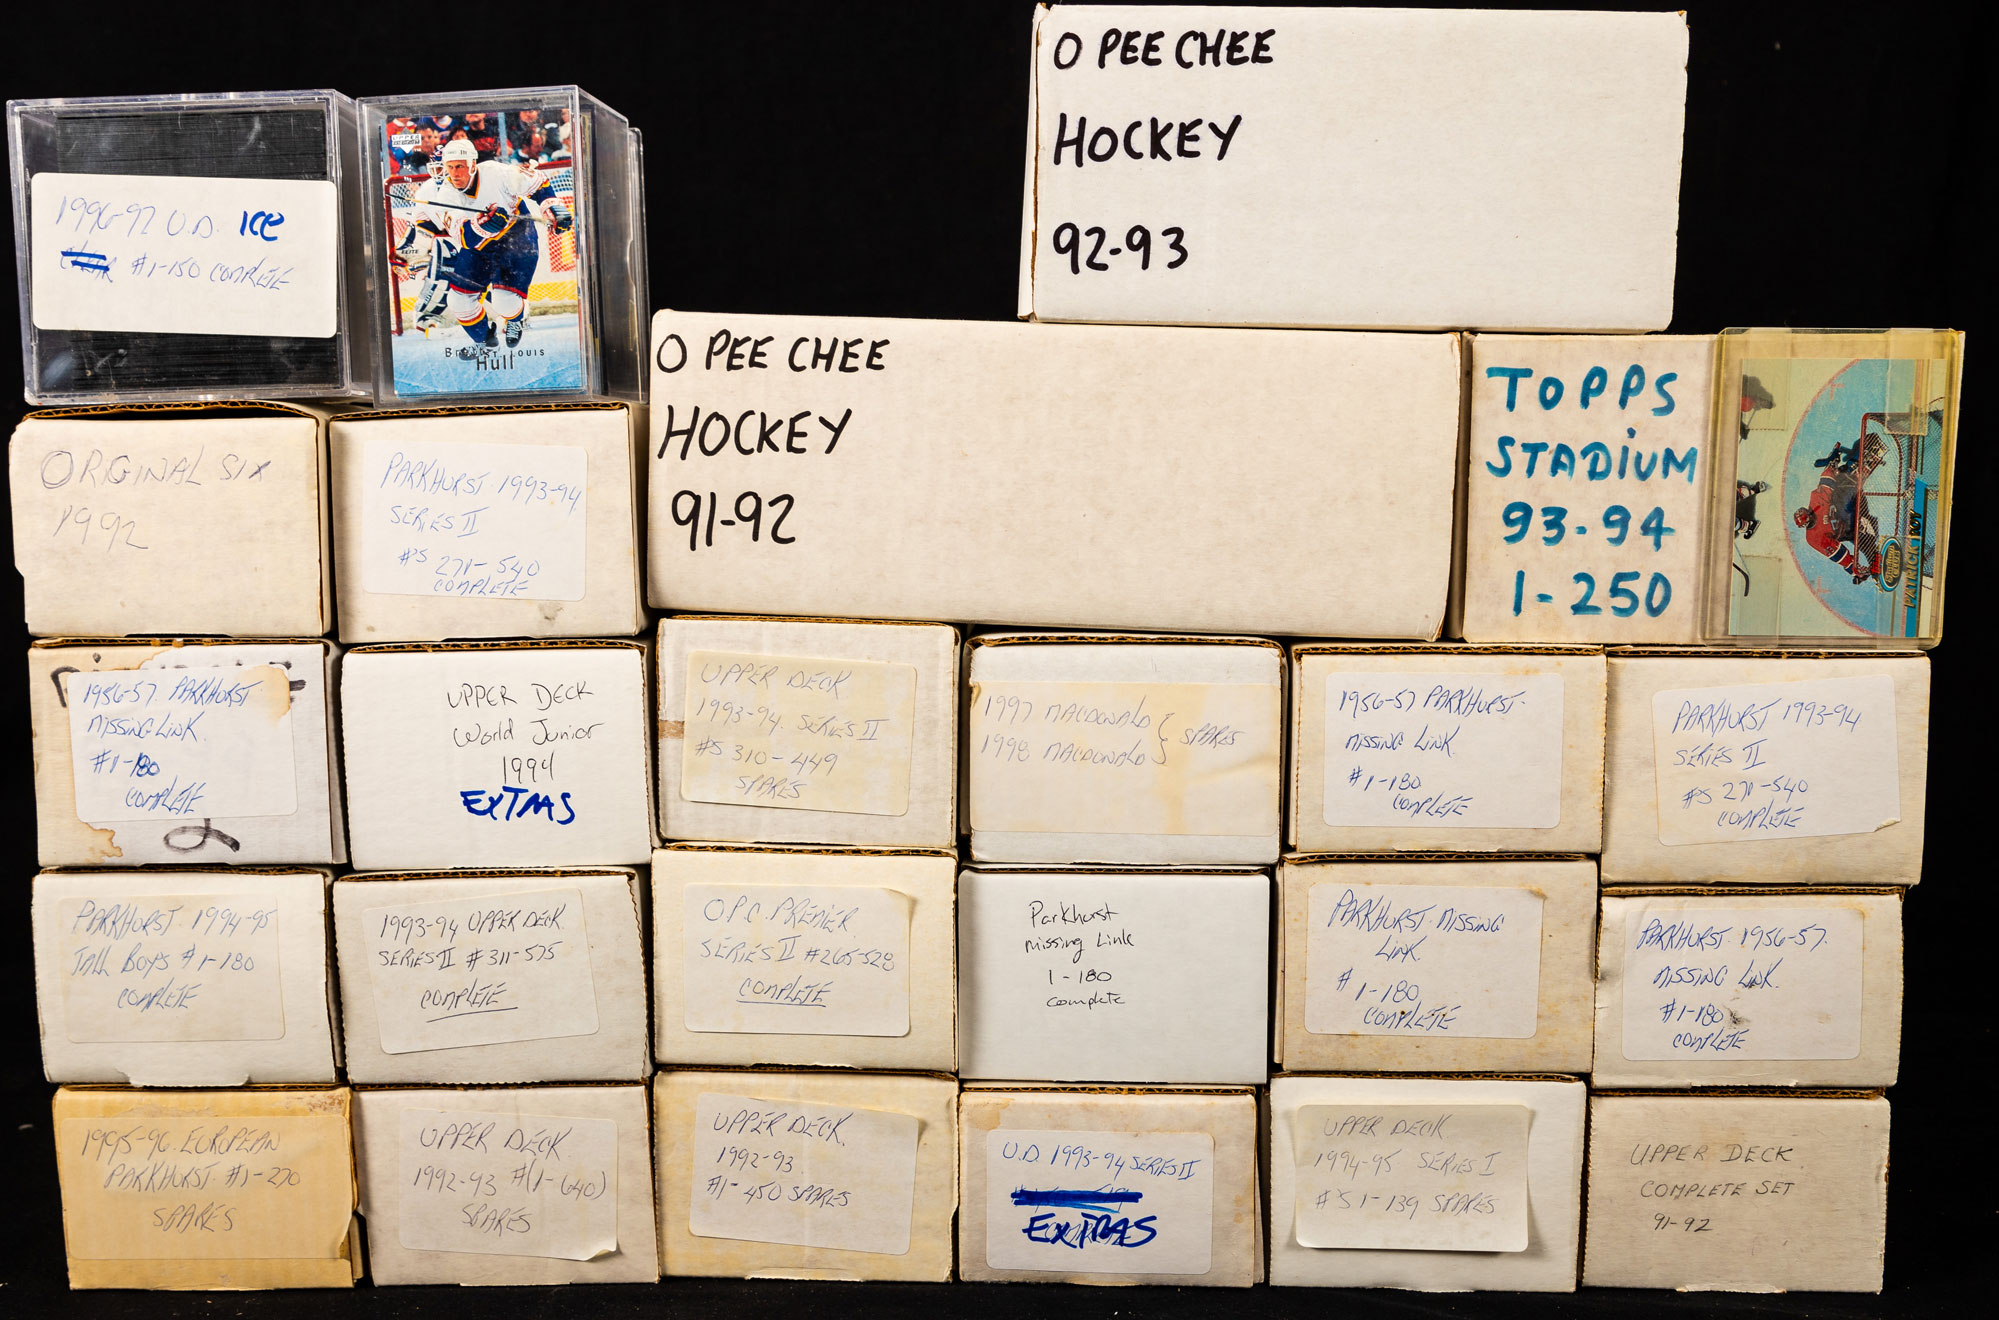 O PEE CHEE
HOCKEY
92-93
1996-97 U.D. ICE
#1-150 COMPLETE
UPPER DECK
Brett Louis
Hull
O PEE CHEE
HOCKEY
91-92
TOPPS
STADIUM
93-94
1-250
PATRICK ROY
ORIGINAL SIX
1992
PARKHURST 1993-94
SERIES II
#'S 271-540
COMPLETE
1956-57 PARKHURST
MISSING LINK
#1-180
COMPLETE
2
UPPER DECK
World Junior
1994
EXTRAS
UPPER DECK
1993-94 SERIES II
#'S 310-449
SPARES
1997 MACDONALD } SPARES
1998 MACDONALD
1956-57 PARKHURST
MISSING LINK
#1-180
COMPLETE
PARKHURST 1993-94
SERIES II
#'S 271-540
COMPLETE
PARKHURST 1994-95
TALL BOYS #1-180
COMPLETE
1993-94 UPPER DECK
SERIES II #311-575
COMPLETE
O.P.C. PREMIER
SERIES II #265-528
COMPLETE
Parkhurst
missing Link
1-180
complete
PARKHURST MISSING
LINK
#1-180
COMPLETE
PARKHURST 1956-57
MISSING LINK
#1-180
COMPLETE
1995-96 EUROPEAN
PARKHURST #1-270
SPARES
UPPER DECK
1992-93 #(1-640)
SPARES
UPPER DECK
1992-93
#1-450 SPARES
U.D. 1993-94 SERIES II
EXTRAS
UPPER DECK
1994-95 SERIES I
#'S 1-139 SPARES
UPPER DECK
COMPLETE SET
91-92